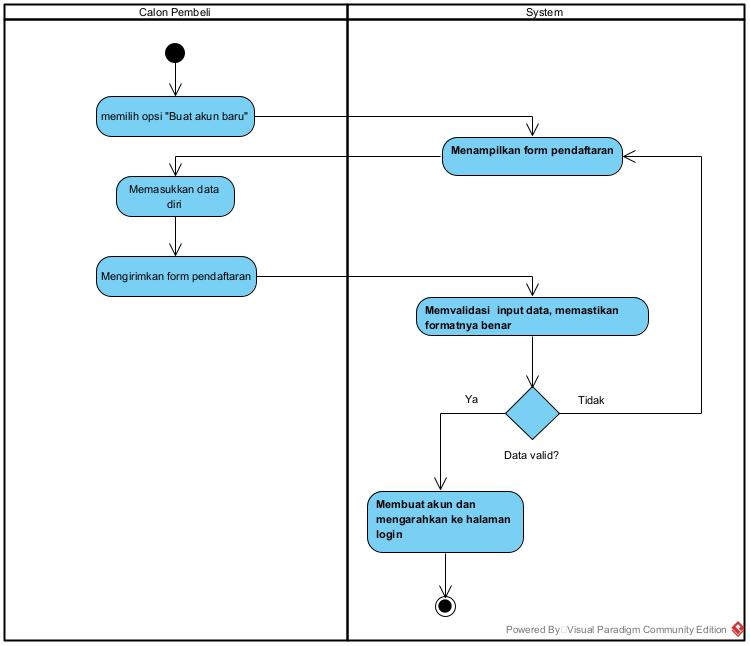 Calon Pembeli
System
memilih opsi "Buat akun baru"
Menampilkan form pendaftaran
Memasukkan data
diri
Mengirimkan form pendaftaran
Memvalidasi input data, memastikan
formatnya benar
Ya
Tidak
Data valid?
Membuat akun dan
mengarahkan ke halaman
login
Powered By Visual Paradigm Community Edition